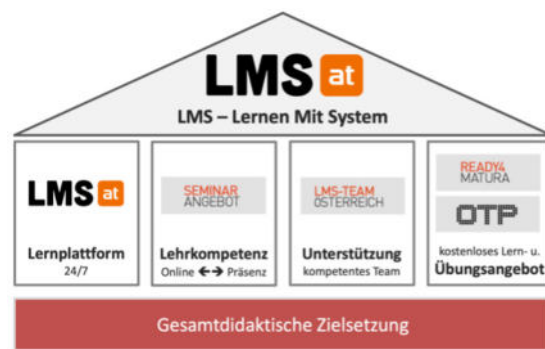 LMS at
LMS – Lernen Mit System
LMS at
Lernplattform
24/7
SEMINAR
ANGEBOT
Lehrkompetenz
Online ←→ Präsenz
LMS-TEAM
ÖSTERREICH
Unterstützung
kompetentes Team
READY4
MATURA
OTP
kostenloses Lern- u.
Übungsangebot
Gesamtdidaktische Zielsetzung